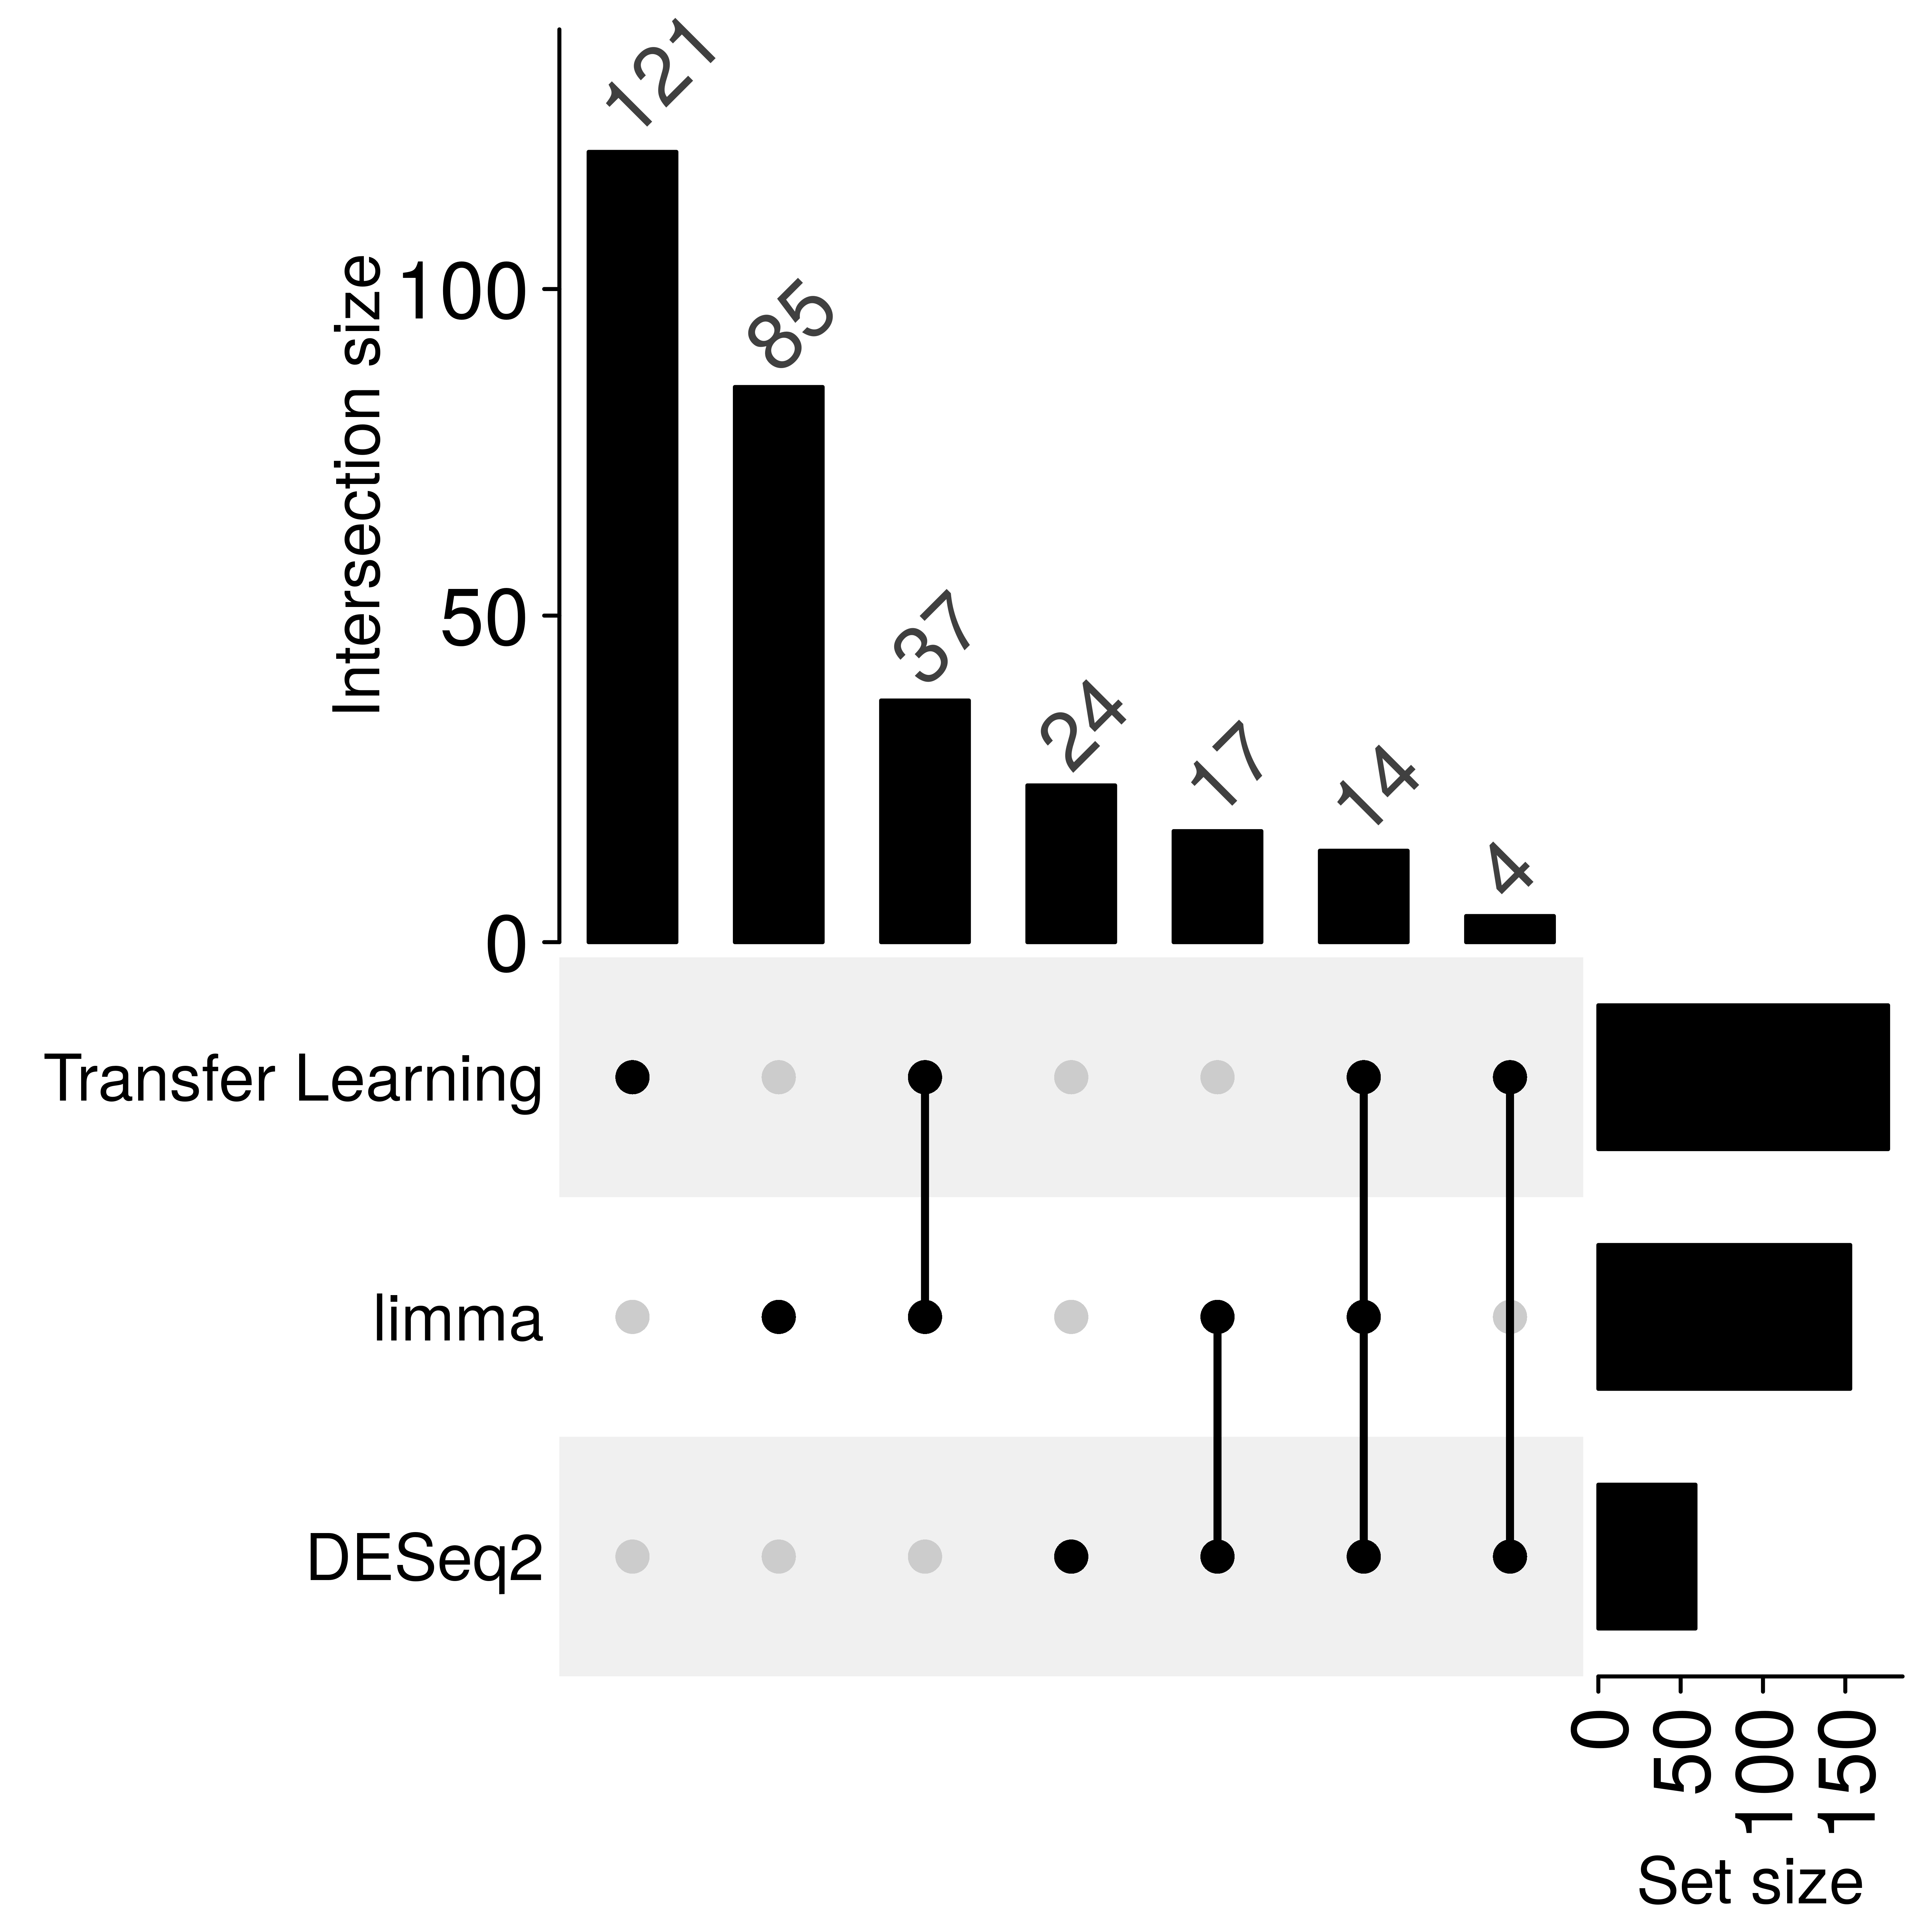 121
85
37
24
17
14
4
Intersection size
100
50
0
Transfer Learning
limma
DESeq2
0
50
100
150
Set size